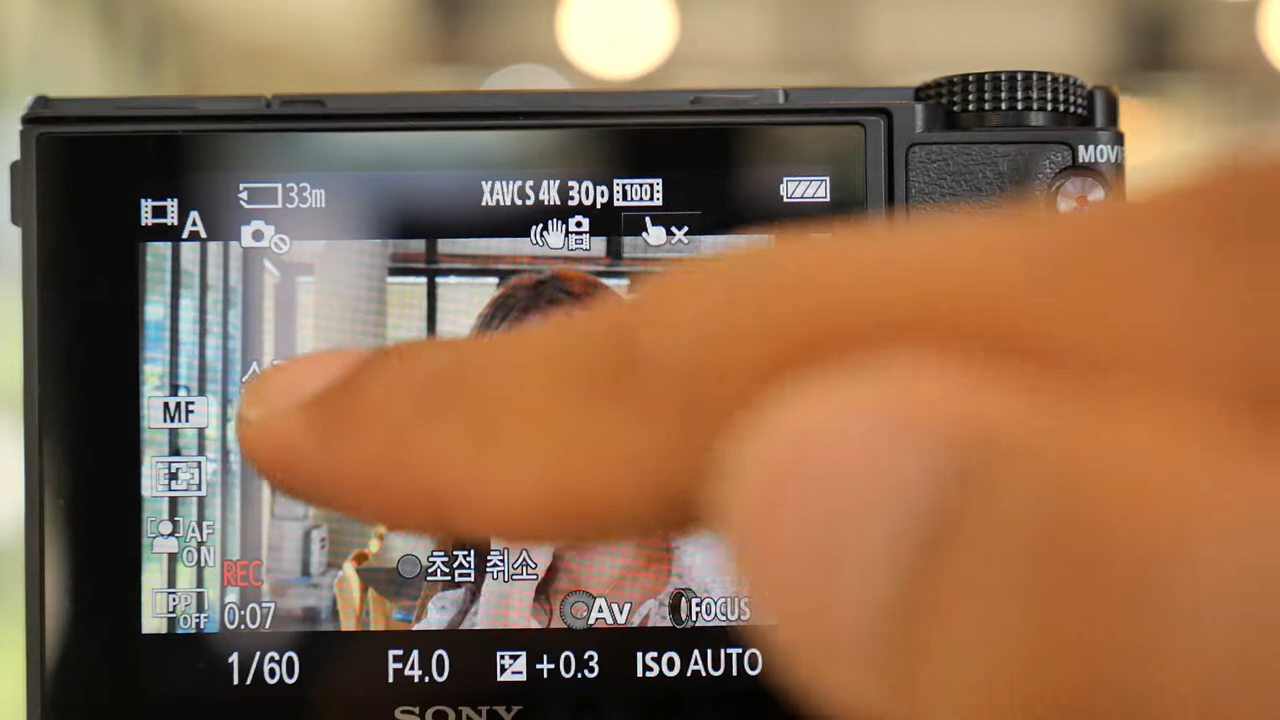 33m XAVC S 4K 30p 100
MOVI
A
MF
AF
ON
REC
초점 취소
PP
OFF
0:07
Av
FOCUS
1/60 F4.0 +0.3 ISO AUTO
SONY